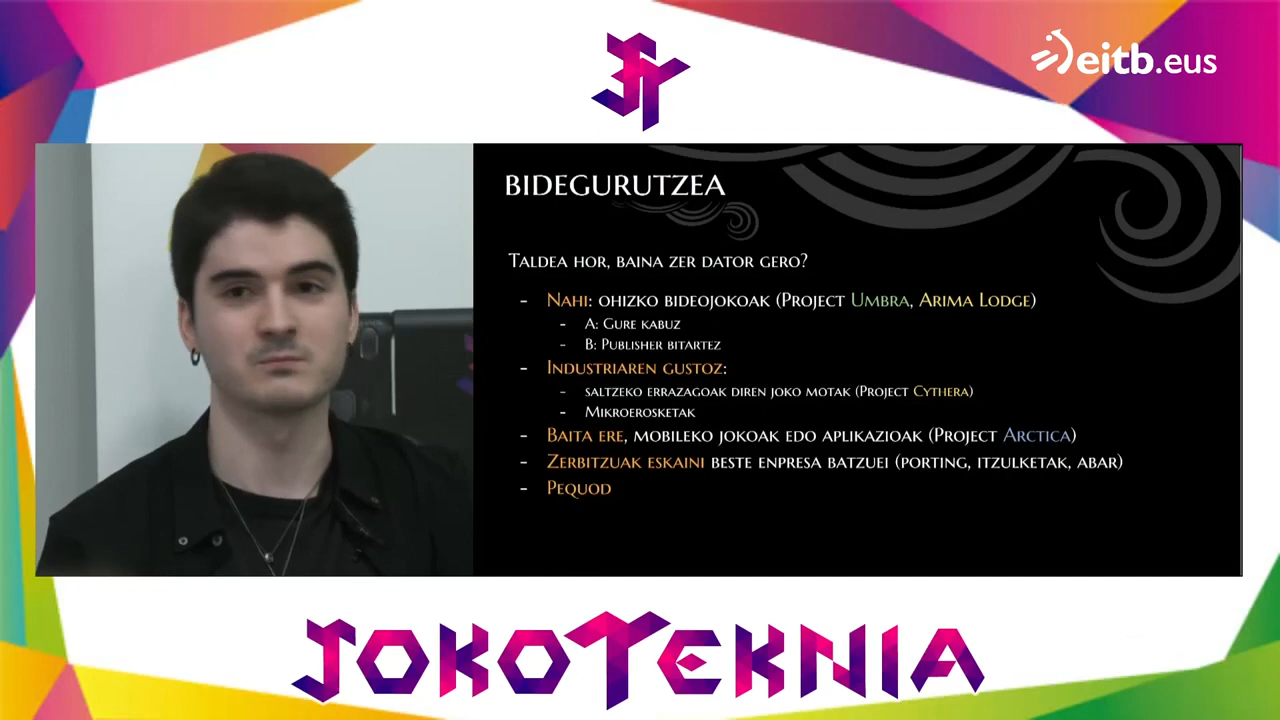 eitb.eus
BIDEGURUTZEA
TALDEA HOR, BAINA ZER DATOR GERO?
- NAHI: OHIZKO BIDEOJOKOAK (PROJECT UMBRA, ARIMA LODGE)
- A: GURE KABUZ
- B: PUBLISHER BITARTEZ
- INDUSTRIAREN GUSTOZ:
- SALTZEKO ERRAZAGOAK DIREN JOKO MOTAK (PROJECT CYTHERA)
- MIKROEROSKETAK
- BAITA ERE, MOBILEKO JOKOAK EDO APLIKAZIOAK (PROJECT ARCTICA)
- ZERBITZUAK ESKAINI BESTE ENPRESA BATZUEI (PORTING, ITZULKETAK, ABAR)
- PEQUOD
JOKOTEKNIA